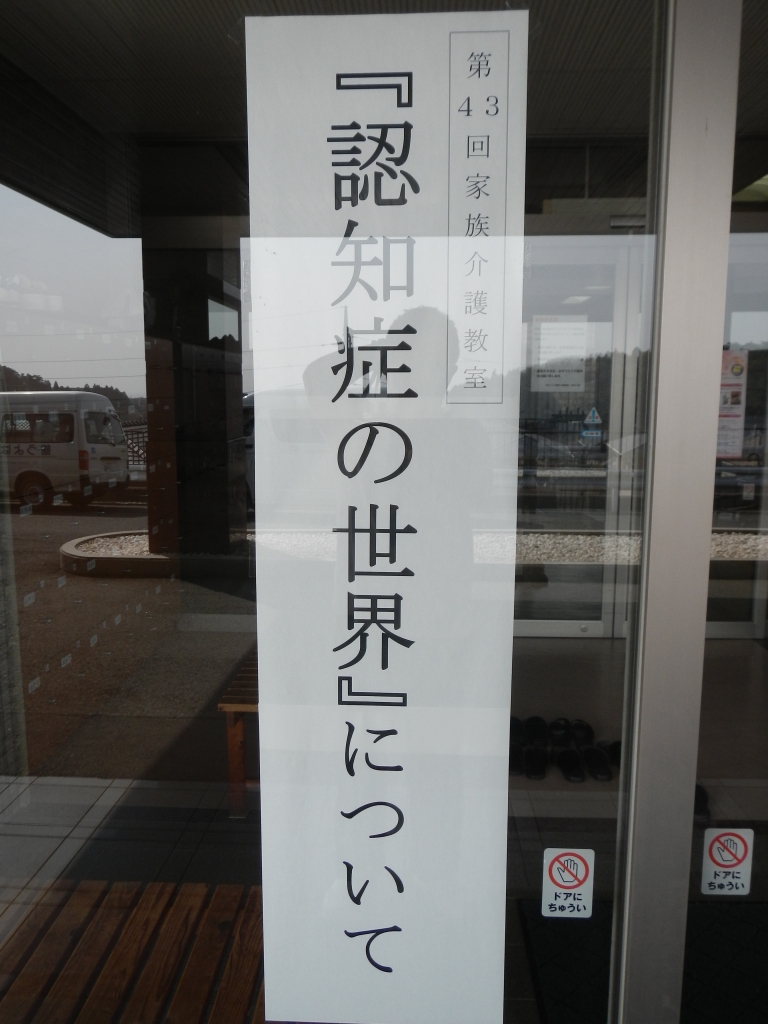 第43回家族介護教室
『認知症の世界』について
ドアに
ちゅうい
ドアに
ちゅうい